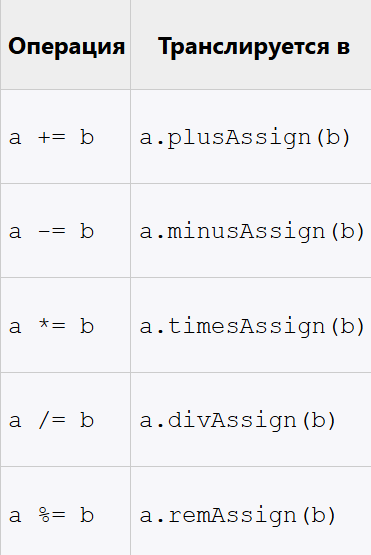 Операция Транслируется в
a += b a.plusAssign(b)
a -= b a.minusAssign(b)
a *= b a.timesAssign(b)
a /= b a.divAssign(b)
a %= b a.remAssign(b)